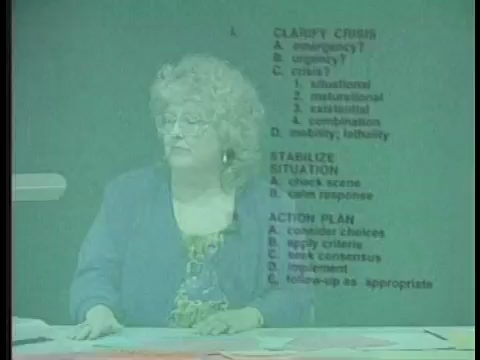 I. CLARIFY CRISIS
A. emergency?
B. urgency?
C. crisis?
1. situational
2. maturational
3. existential
4. combination
D. mobility; lethality
STABILIZE
SITUATION
A. check scene
B. calm response
ACTION PLAN
A. consider choices
B. apply criteria
C. seek consensus
D. implement
E. follow-up as appropriate